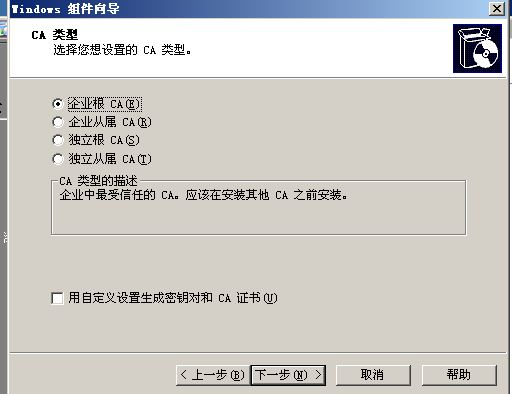 Windows 组件向导
CA 类型
选择您想设置的 CA 类型。
企业根 CA(E)
企业从属 CA(R)
独立根 CA(S)
独立从属 CA(T)
CA 类型的描述
企业中最受信任的 CA。应该在安装其他 CA 之前安装。
用自定义设置生成密钥对和 CA 证书(U)
< 上一步(B) 下一步(N) > 取消 帮助